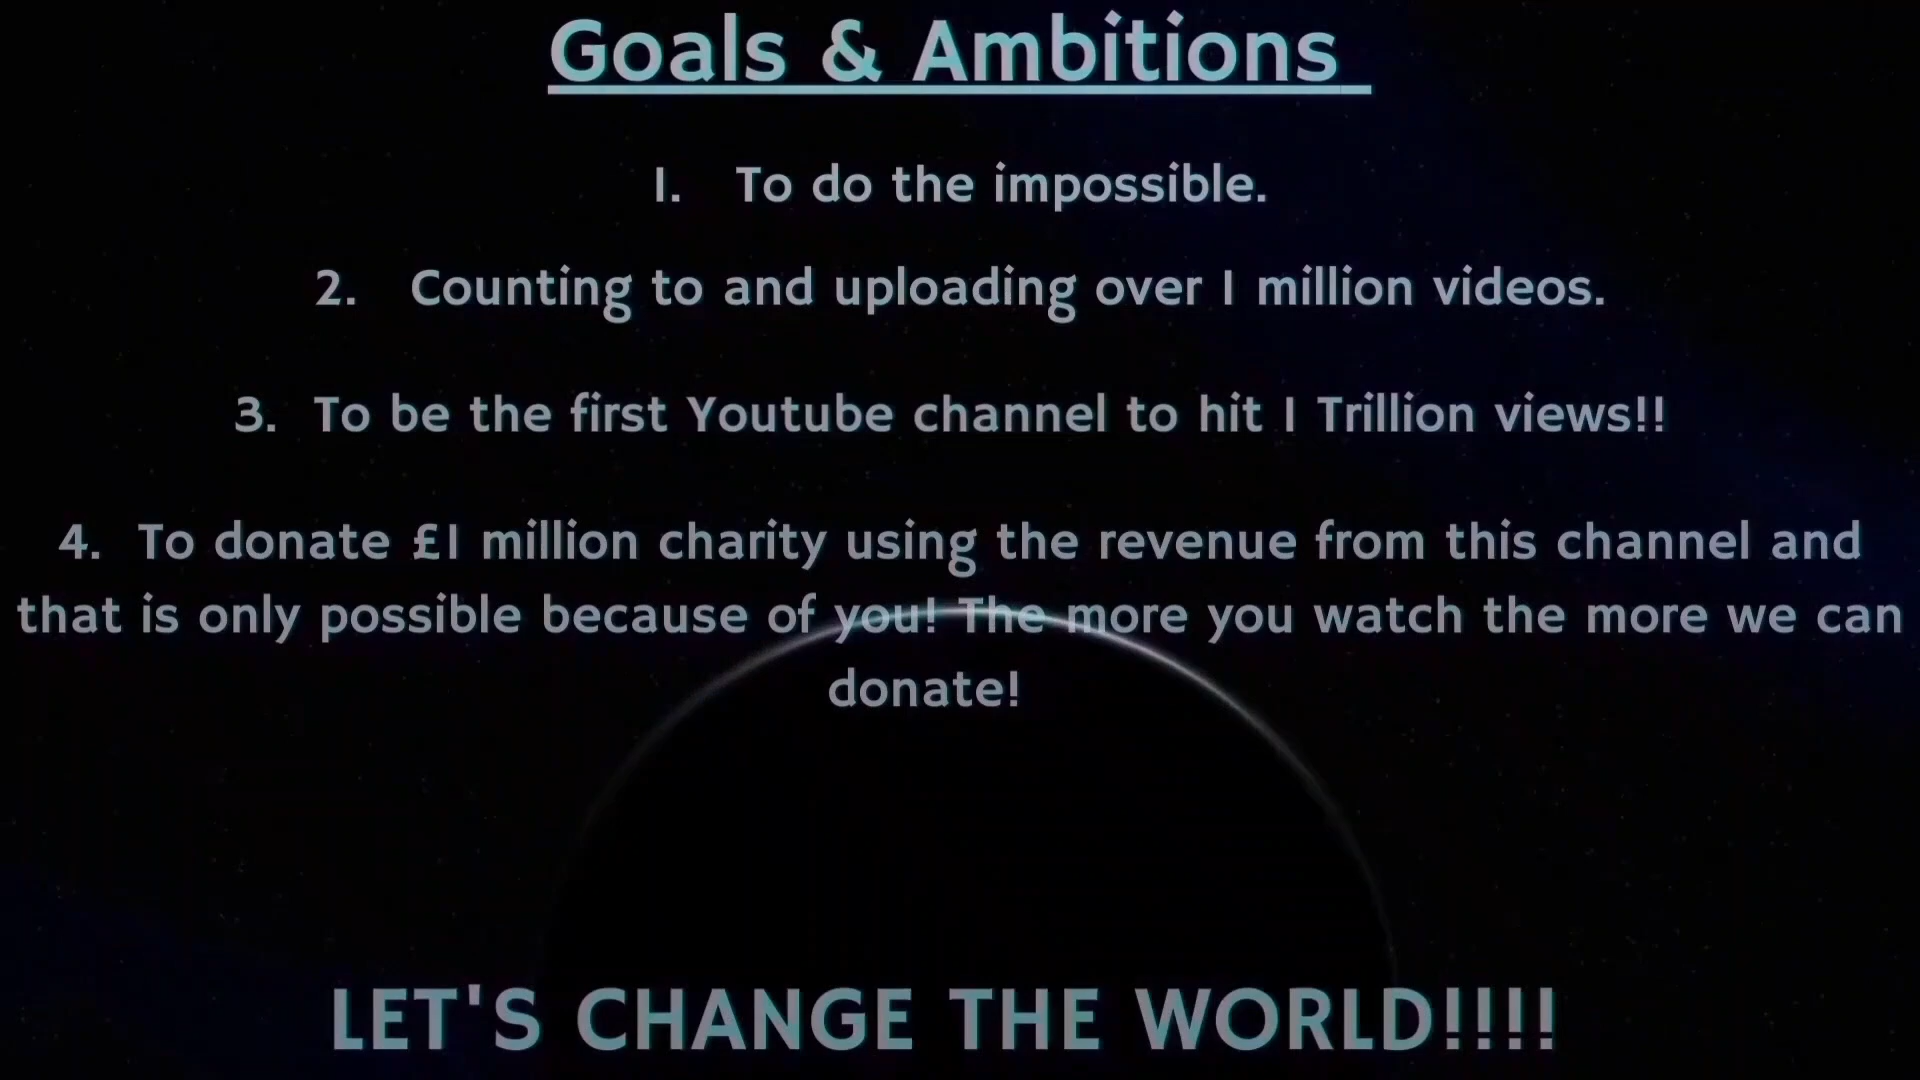 Goals & Ambitions
1. To do the impossible.
2. Counting to and uploading over 1 million videos.
3. To be the first Youtube channel to hit 1 Trillion views!!
4. To donate £1 million charity using the revenue from this channel and
that is only possible because of you! The more you watch the more we can
donate!
LET'S CHANGE THE WORLD!!!!